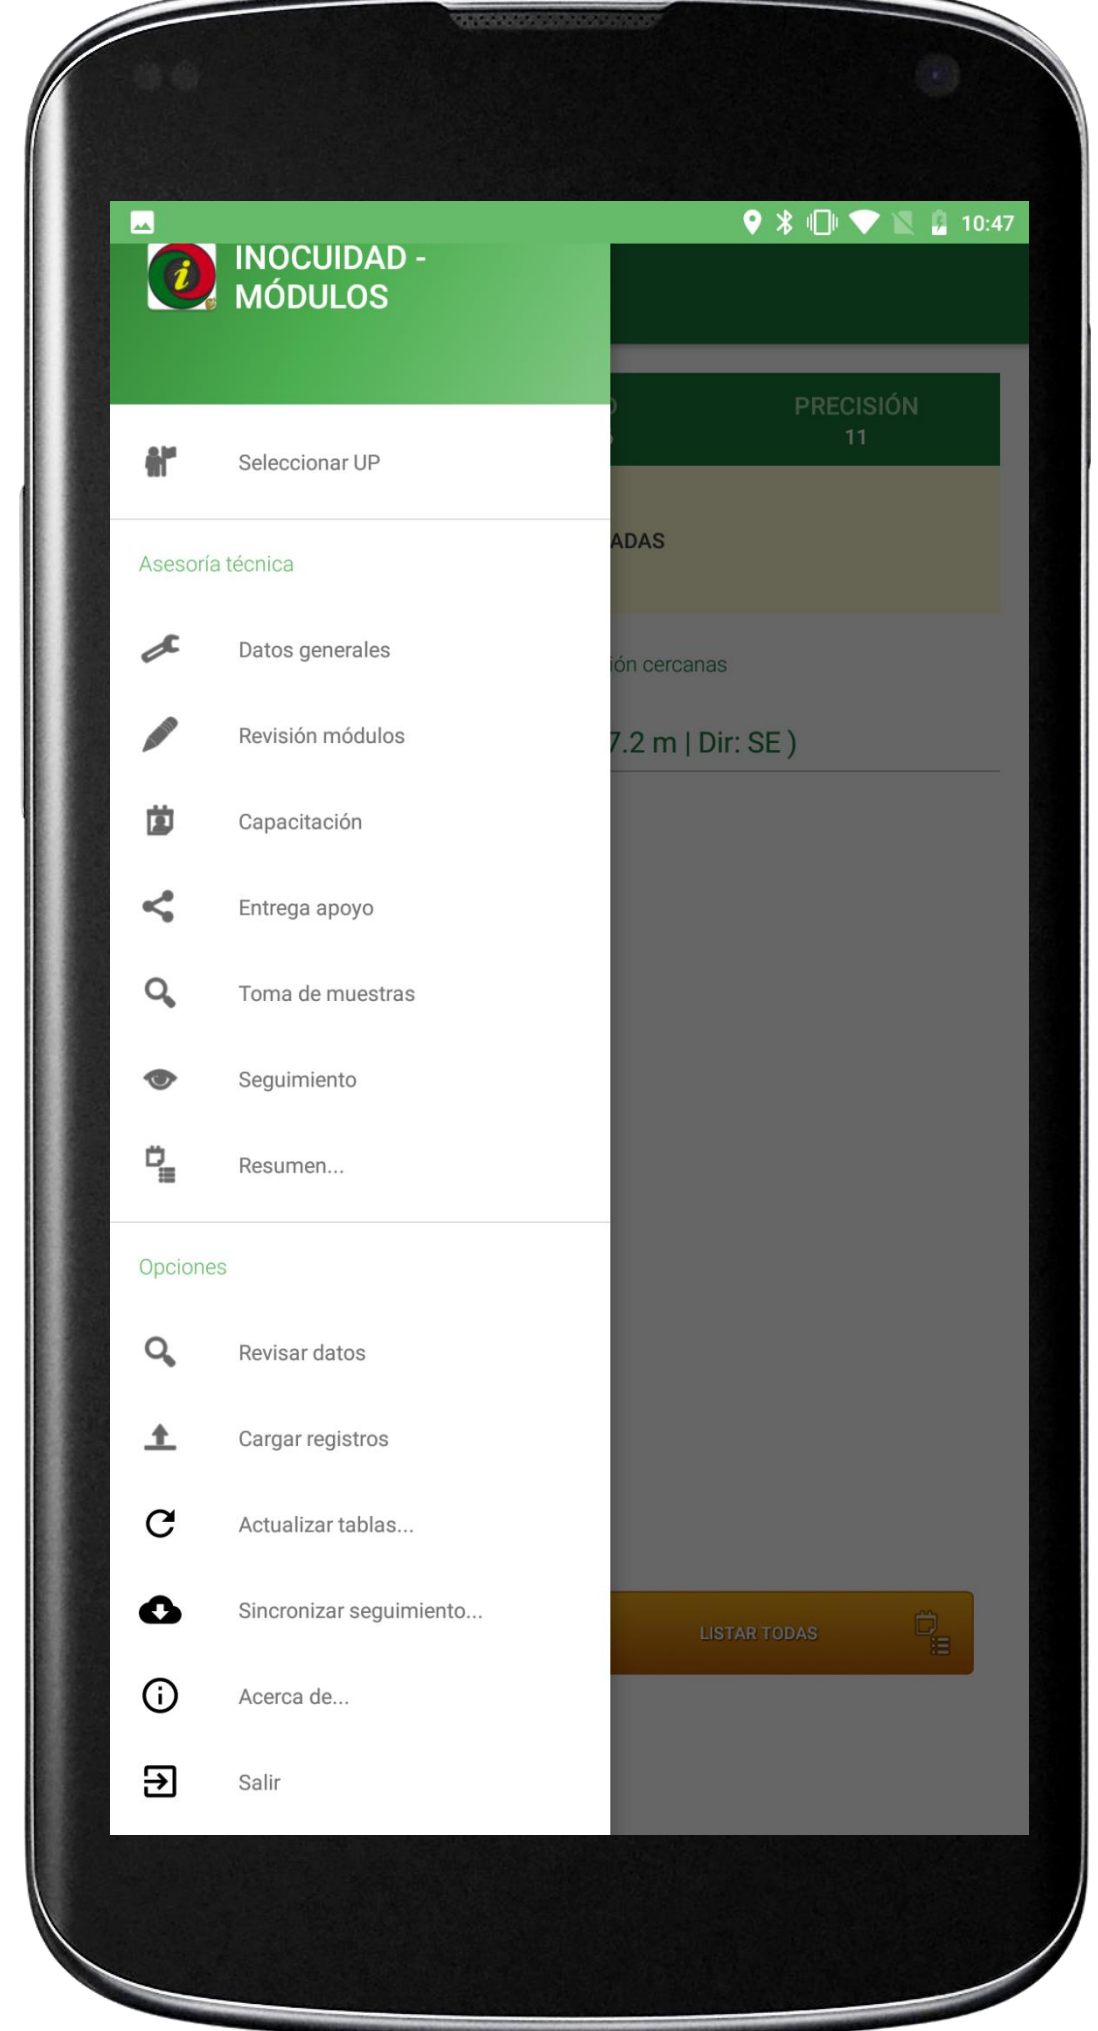 10:47
INOCUIDAD -
MÓDULOS
PRECISIÓN
11
Seleccionar UP
ADAS
Asesoría técnica
Datos generales
ión cercanas
Revisión módulos
7.2 m | Dir: SE )
Capacitación
Entrega apoyo
Toma de muestras
Seguimiento
Resumen...
Opciones
Revisar datos
Cargar registros
Actualizar tablas...
Sincronizar seguimiento...
LISTAR TODAS
Acerca de...
Salir